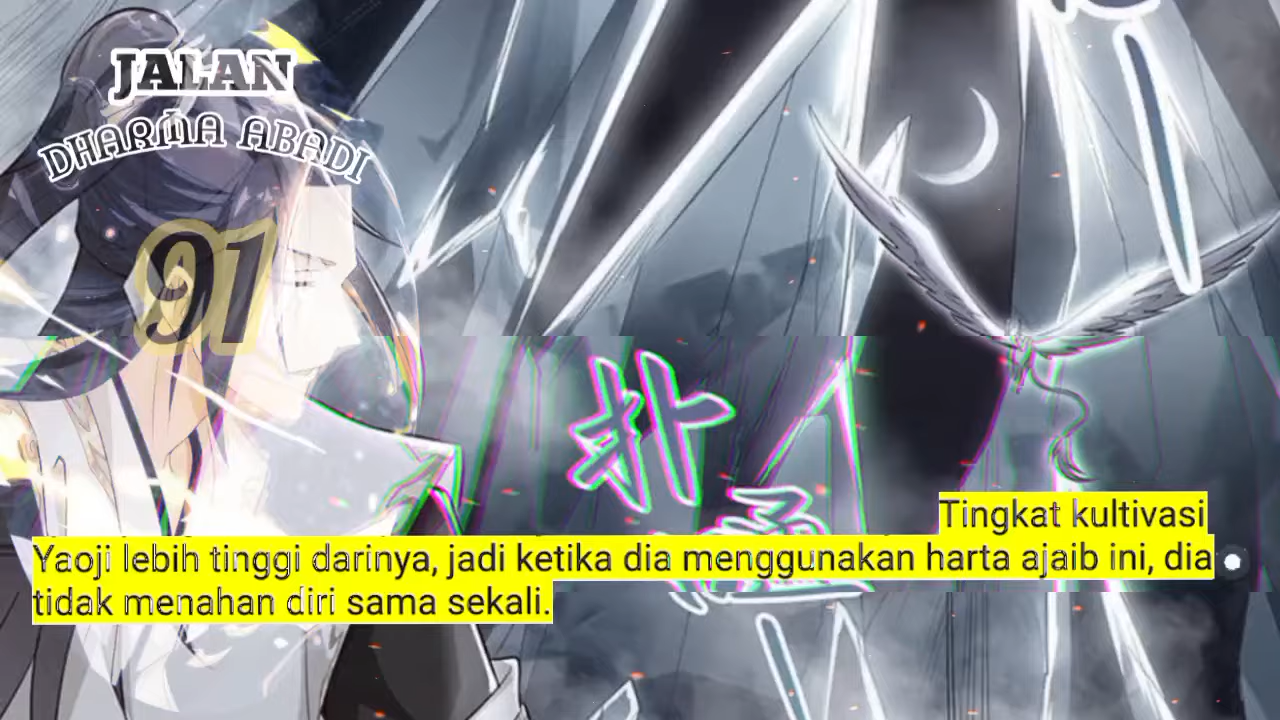 JALAN
DHARMA ABADI
91
扑
Tingkat kultivasi
Yaoji lebih tinggi darinya, jadi ketika dia menggunakan harta ajaib ini, dia
tidak menahan diri sama sekali.